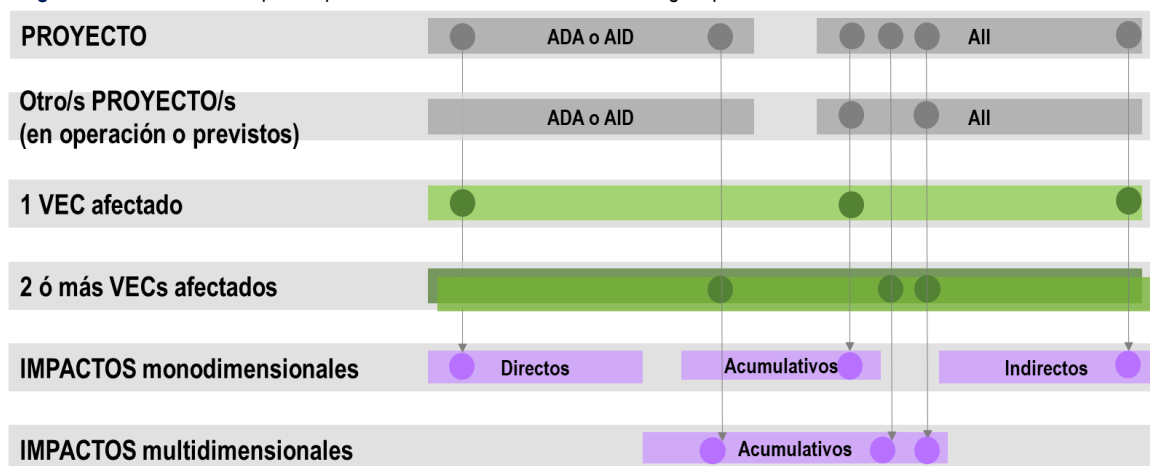 PROYECTO
ADA o AID
AII
Otro/s PROYECTO/s
(en operación o previstos)
ADA o AID
AII
1 VEC afectado
2 ó más VECs afectados
IMPACTOS monodimensionales
Directos
Acumulativos
Indirectos
IMPACTOS multidimensionales
Acumulativos